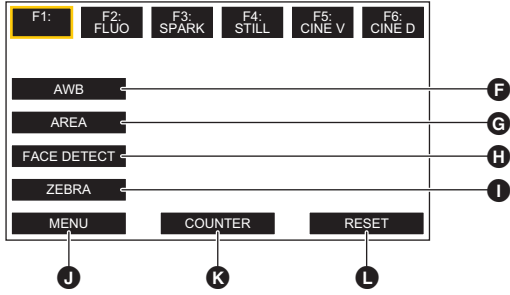 F1: F2: F3: F4: F5: F6:
FLUO SPARK STILL CINE V CINE D
AWB F
AREA G
FACE DETECT H
ZEBRA I
MENU COUNTER RESET
J K L